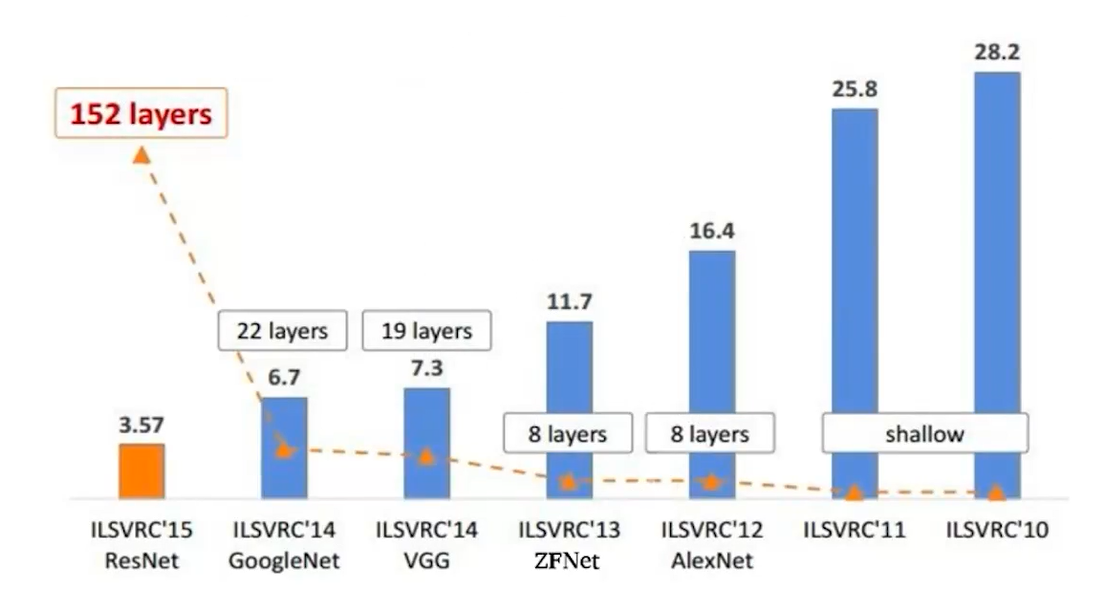 28.2
25.8
152 layers
16.4
11.7
22 layers
19 layers
6.7
7.3
3.57
8 layers
8 layers
shallow
ILSVRC'15
ResNet
ILSVRC'14
GoogleNet
ILSVRC'14
VGG
ILSVRC'13
ZFNet
ILSVRC'12
AlexNet
ILSVRC'11
ILSVRC'10